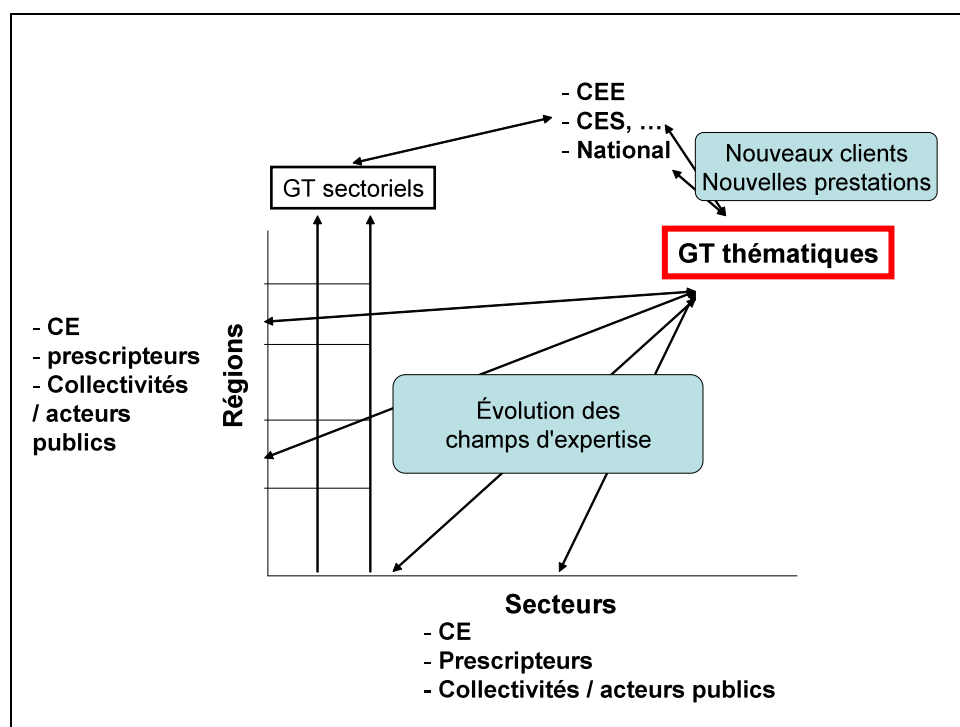 - CEE
- CES, ...
- National
Nouveaux clients
Nouvelles prestations
GT sectoriels
GT thématiques
- CE
- prescripteurs
- Collectivités
/ acteurs
publics
Régions
Évolution des
champs d'expertise
Secteurs
- CE
- Prescripteurs
- Collectivités / acteurs publics